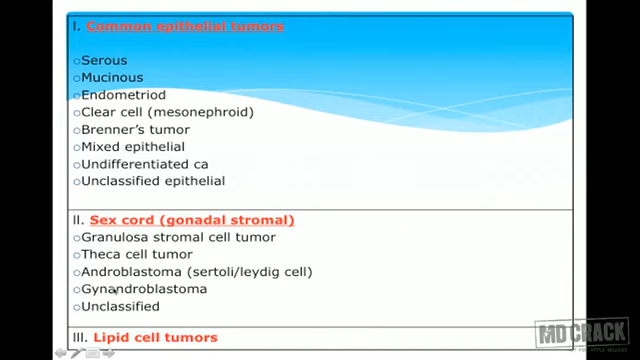 I. Common epithelial tumors
Serous
Mucinous
Endometriod
Clear cell (mesonephroid)
Brenner's tumor
Mixed epithelial
Undifferentiated ca
Unclassified epithelial
II. Sex cord (gonadal stromal)
Granulosa stromal cell tumor
Theca cell tumor
Androblastoma (sertoli/leydig cell)
Gynandroblastoma
Unclassified
III. Lipid cell tumors
MD CRACK